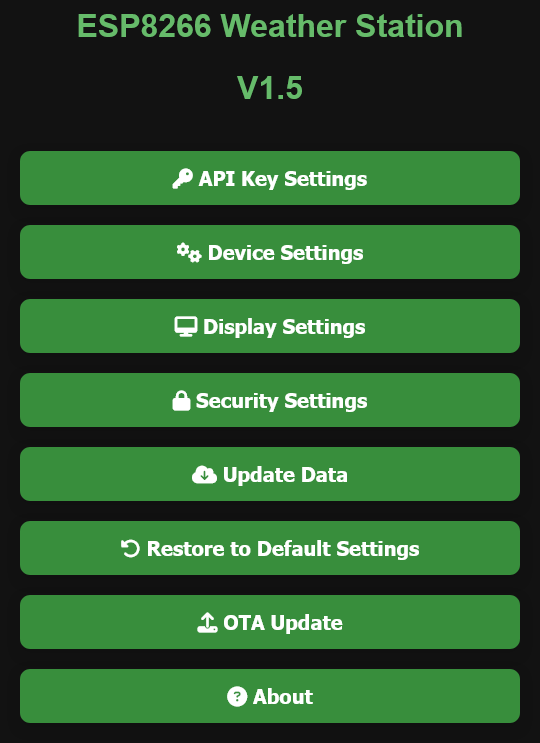 ESP8266 Weather Station
V1.5
API Key Settings
Device Settings
Display Settings
Security Settings
Update Data
Restore to Default Settings
OTA Update
About